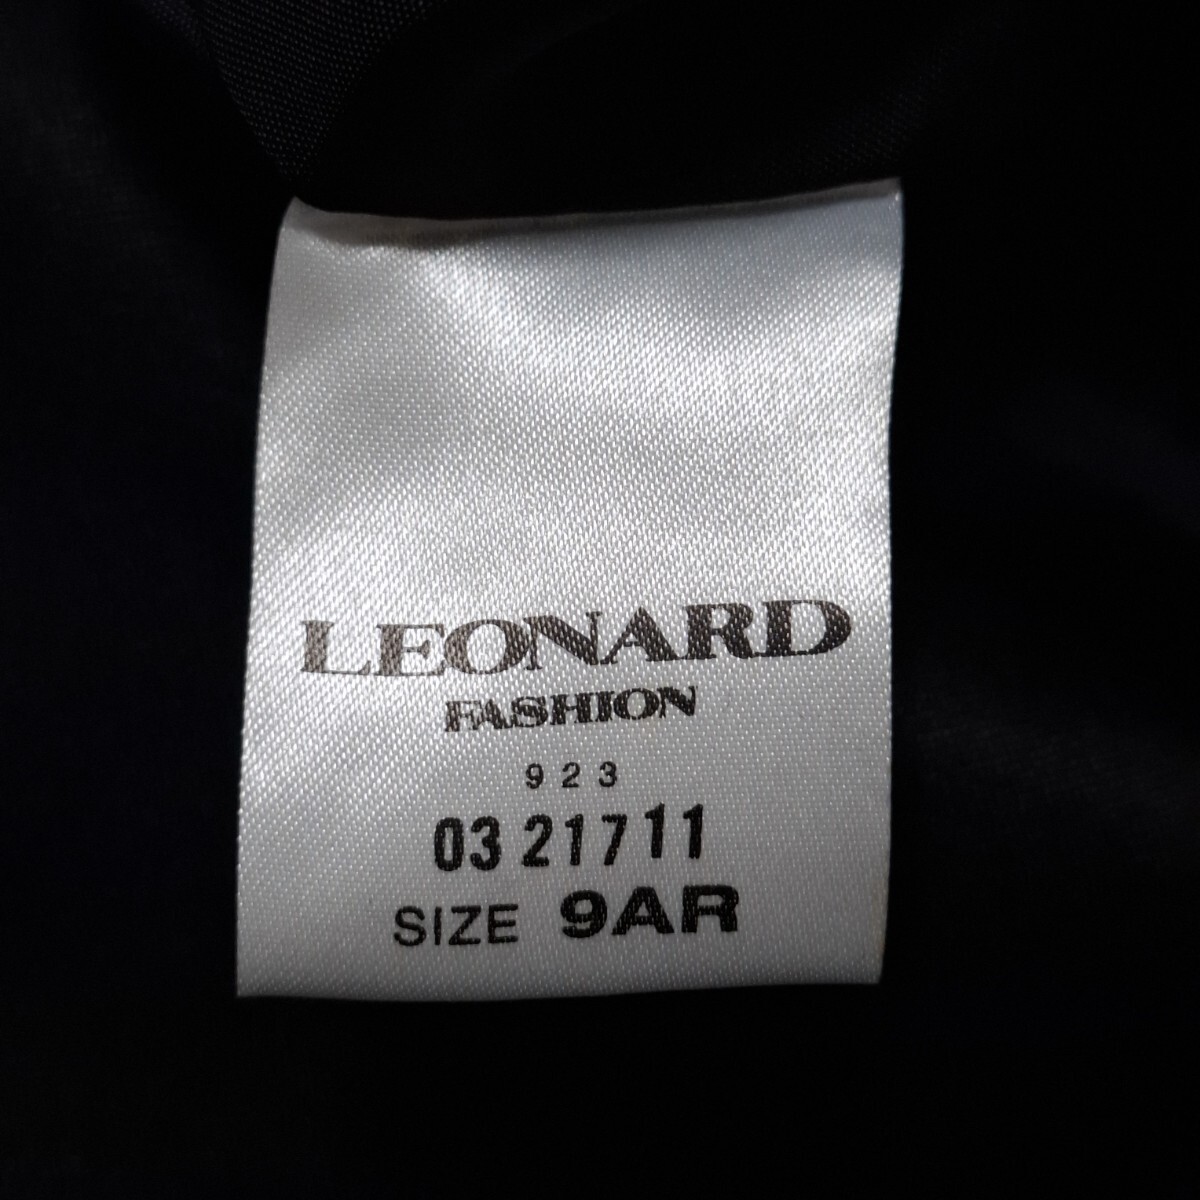 LEONARD
FASHION
923
03 21711
SIZE 9AR